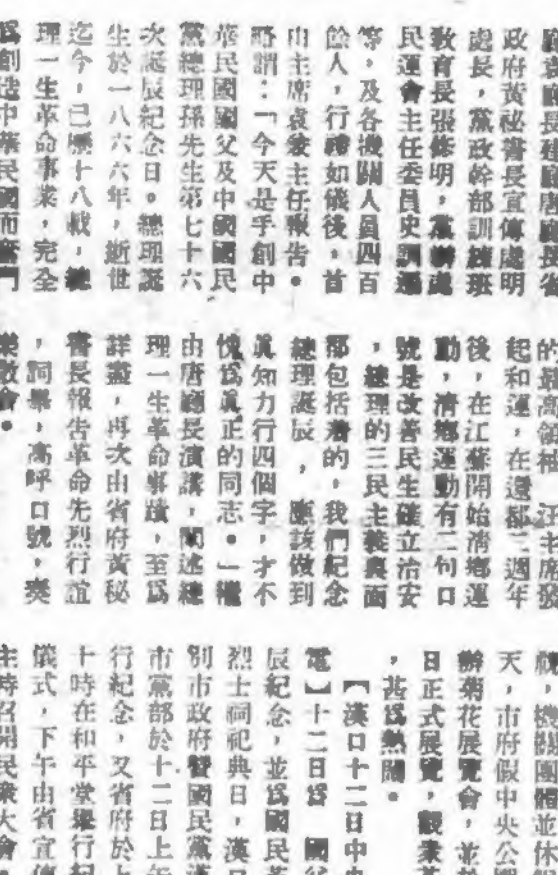 政府黃祕書長宣傳處明
處長，黨政幹部訓練班
教育長張修明，
民運會主任委員史
等，及各機關人員四百
餘人，行禮如儀後，首
由主席袁委主任報告。
略謂：「今天是手創中
華民國國父及中國國民
黨總理孫先生第七十六
次誕辰紀念日。總理誕
生於一八六六年，逝世
迄今，已歷十八載，總
理一生革命事業，完全
爲創造中華民國而奮鬥
的最高領袖 汪主席發
起和運，在還都二週年
後，在江蘇開始清鄉運
動，清鄉運動有二句口
號是改善民生確立治安
，總理的三民主義
都包括着的，我們紀念
總理誕辰，應該做到
眞知力行四個字，才不
愧爲眞正的同志。」繼
由唐廳長演講，闡述總
理一生革命事蹟，至爲
詳盡，再次由省府黃秘
書長報告革命先烈行誼
，詞畢，高呼口號，奏
樂散會。
，機關團體並休
天，市府假中央公園
辦菊花展覽會，並於
日正式展覽，觀衆
，甚爲熱鬧。
【漢口十二日中央
電】十二日爲 國父
辰紀念，並爲國民革
烈士祠祀典日，漢口
別市政府暨國民黨漢
市黨部於十二日上午
行紀念，又省府於上
十時在和平堂舉行紀
儀式，下午由省宣傳
主時召開民衆大會。